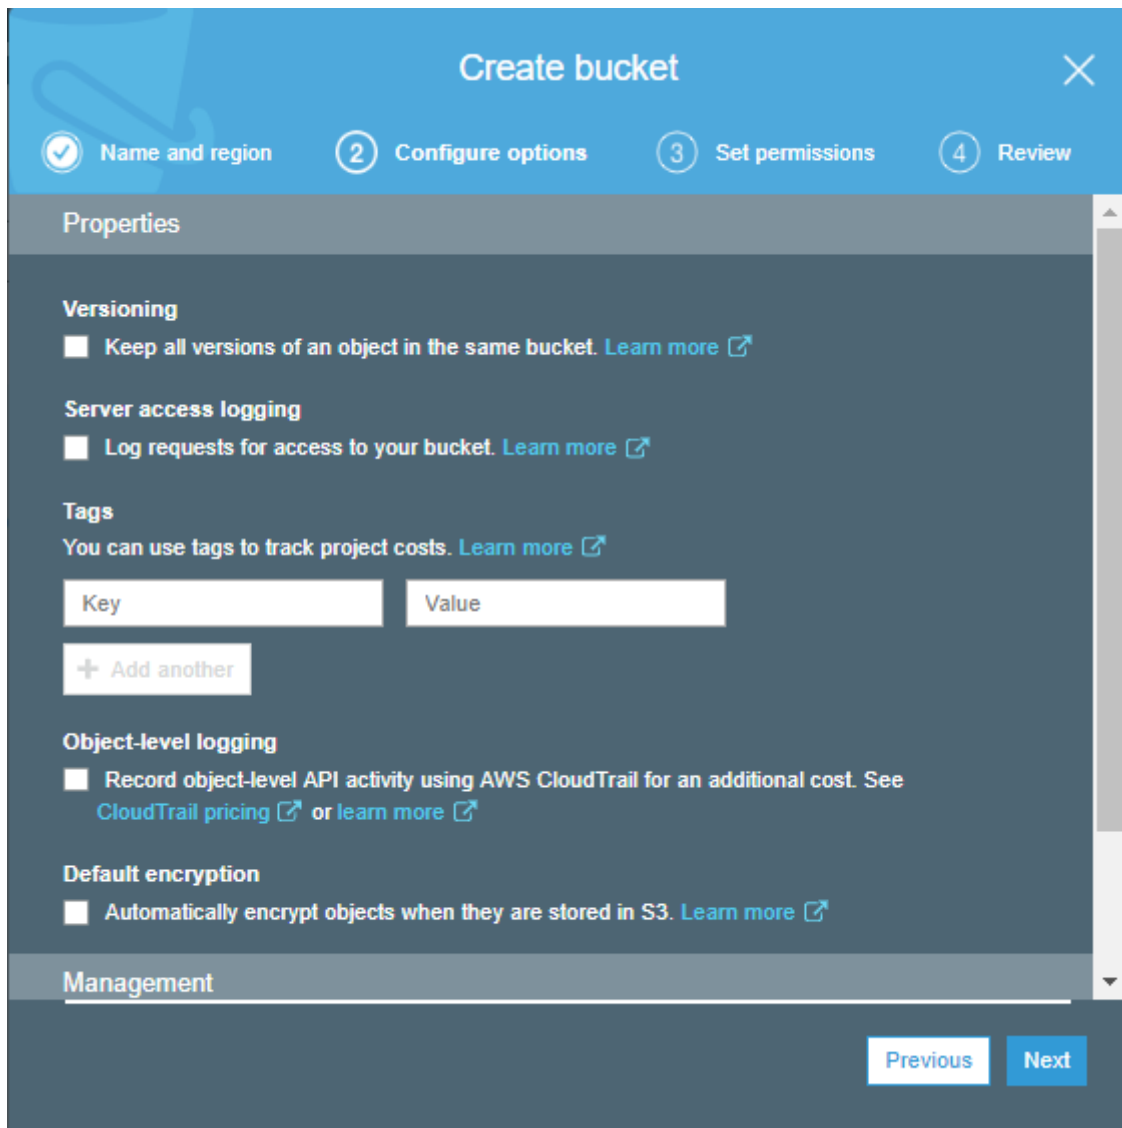 Create bucket
Name and region
2 Configure options
3 Set permissions
4 Review
Properties
Versioning
Keep all versions of an object in the same bucket. Learn more
Server access logging
Log requests for access to your bucket. Learn more
Tags
You can use tags to track project costs. Learn more
Key
Value
+ Add another
Object-level logging
Record object-level API activity using AWS CloudTrail for an additional cost. See
CloudTrail pricing or learn more
Default encryption
Automatically encrypt objects when they are stored in S3. Learn more
Management
Previous
Next